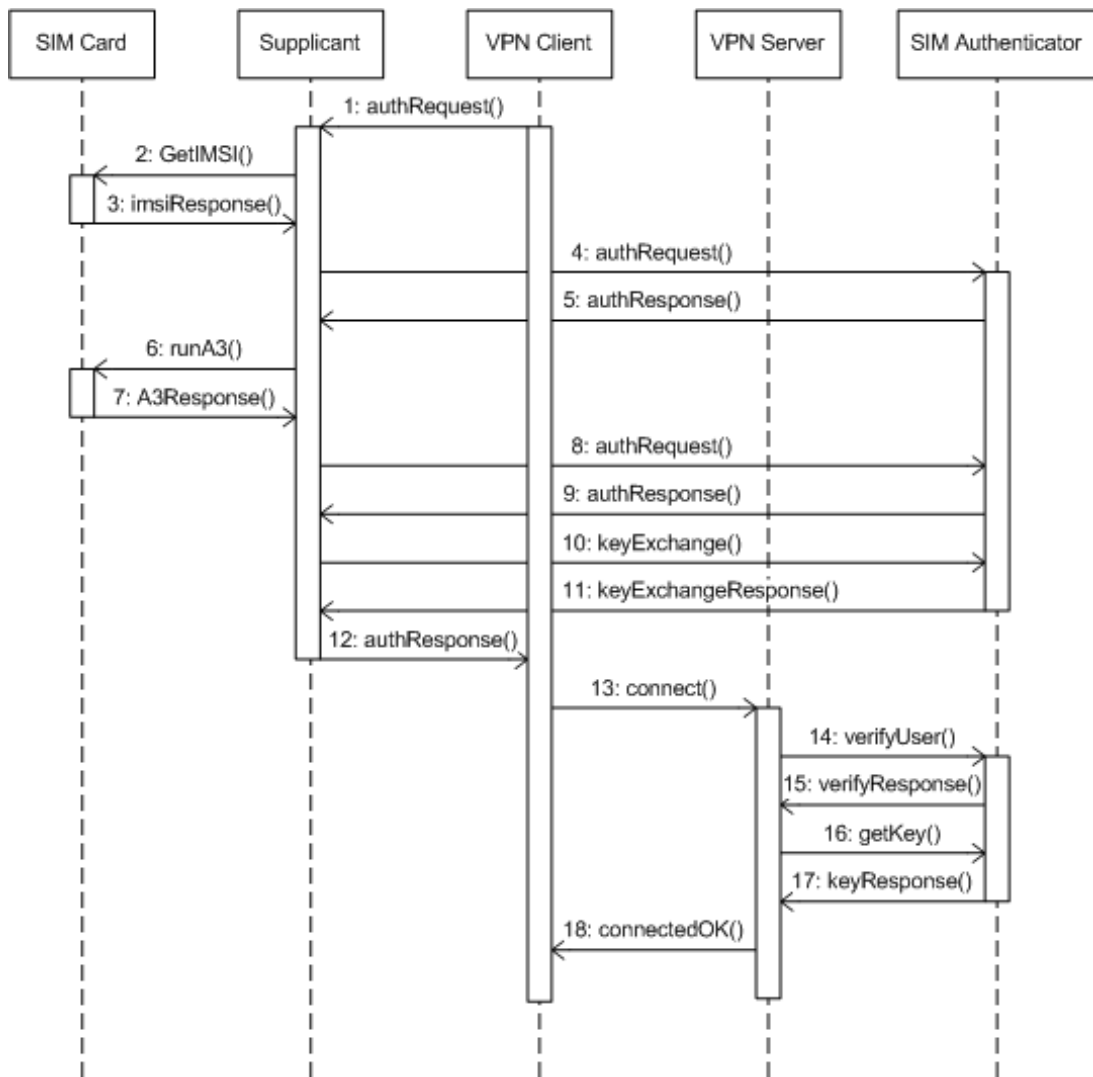 SIM Card
Supplicant
VPN Client
VPN Server
SIM Authenticator
1: authRequest()
2: GetIMSI()
3: imsiResponse()
4: authRequest()
5: authResponse()
6: runA3()
7: A3Response()
8: authRequest()
9: authResponse()
10: keyExchange()
11: keyExchangeResponse()
12: authResponse()
13: connect()
14: verifyUser()
15: verifyResponse()
16: getKey()
17: keyResponse()
18: connectedOK()